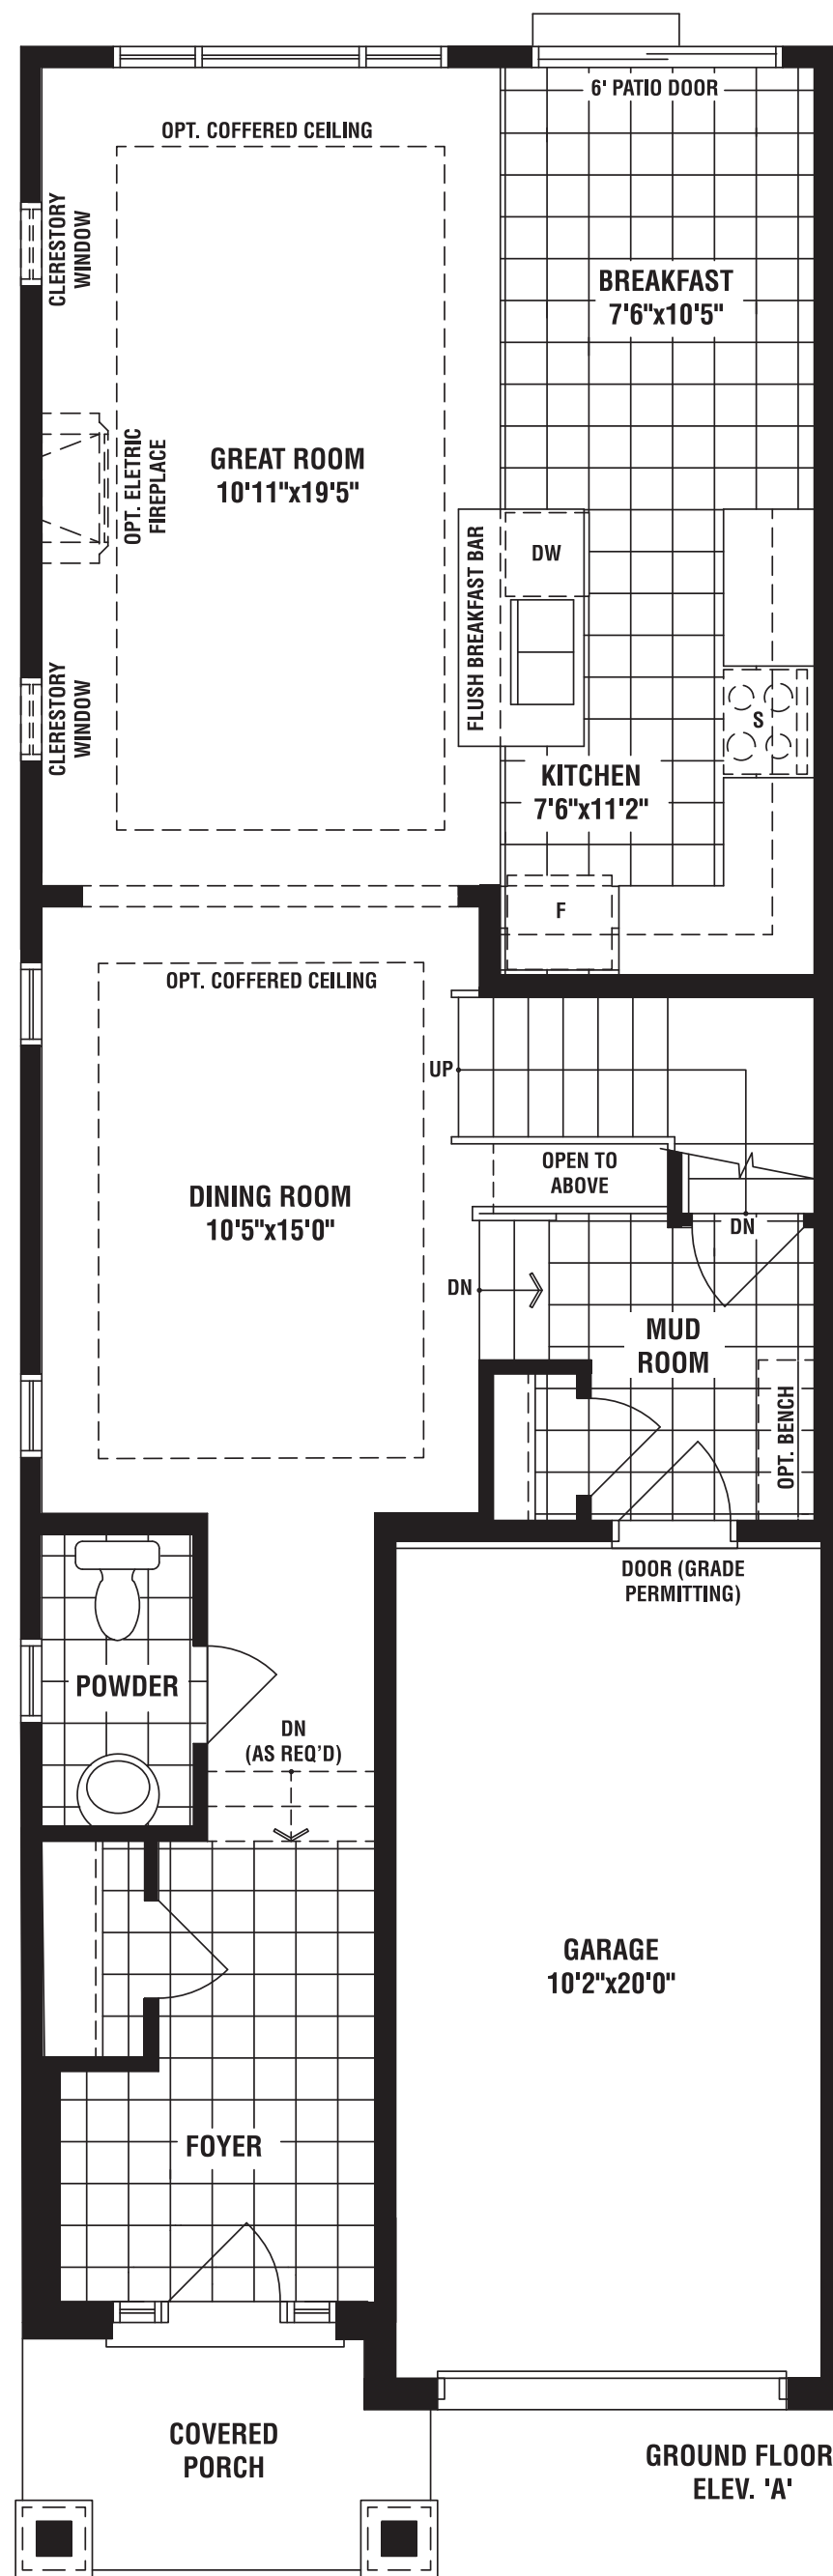 6' PATIO DOOR
OPT. COFFERED CEILING
CLERESTORY
WINDOW
BREAKFAST
7'6"x10'5"
OPT. ELETRIC
FIREPLACE
GREAT ROOM
10'11"x19'5"
FLUSH BREAKFAST BAR
DW
CLERESTORY
WINDOW
S
KITCHEN
7'6"x11'2"
F
OPT. COFFERED CEILING
UP
OPEN TO
ABOVE
DINING ROOM
10'5"x15'0"
DN
DN
MUD
ROOM
OPT. BENCH
DOOR (GRADE
PERMITTING)
POWDER
DN
(AS REQ'D)
GARAGE
10'2"x20'0"
FOYER
COVERED
PORCH
GROUND FLOOR
ELEV. 'A'